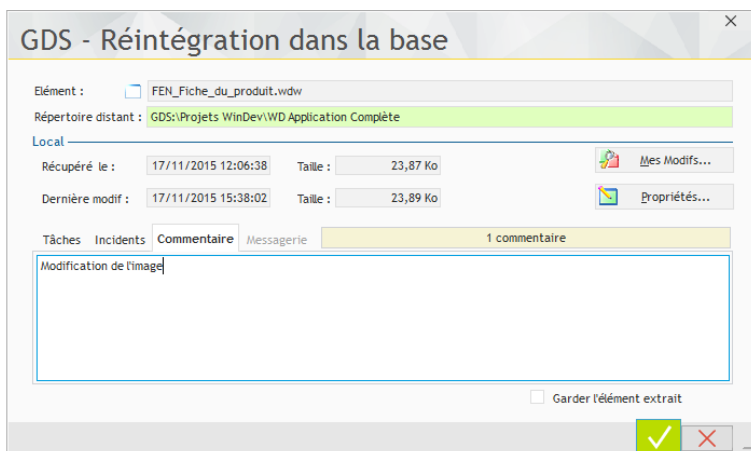 GDS - Réintégration dans la base
Elément : FEN_Fiche_du_produit.wdw
Répertoire distant : GDS:\Projets WinDev\WD Application Complète
Local
Récupéré le : 17/11/2015 12:06:38 Taille : 23,87 Ko Mes Modifs...
Dernière modif : 17/11/2015 15:38:02 Taille : 23,89 Ko Propriétés...
Tâches Incidents Commentaire Messagerie 1 commentaire
Modification de l'image
Garder l'élément extrait